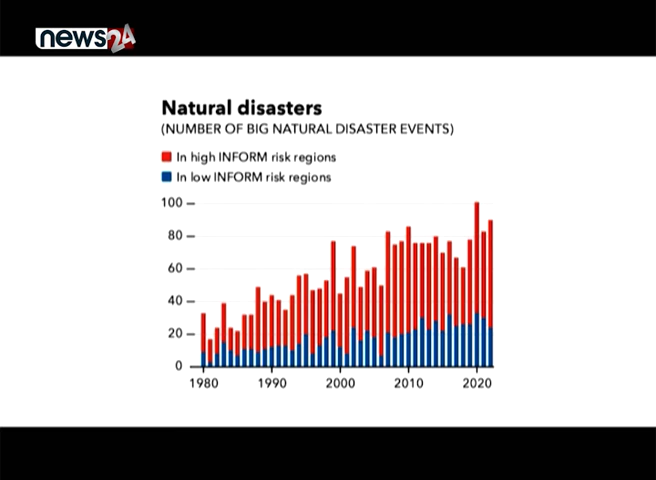 news24
Natural disasters
(NUMBER OF BIG NATURAL DISASTER EVENTS)
In high INFORM risk regions
In low INFORM risk regions
100
80
60
40
20
0
1980 1990 2000 2010 2020